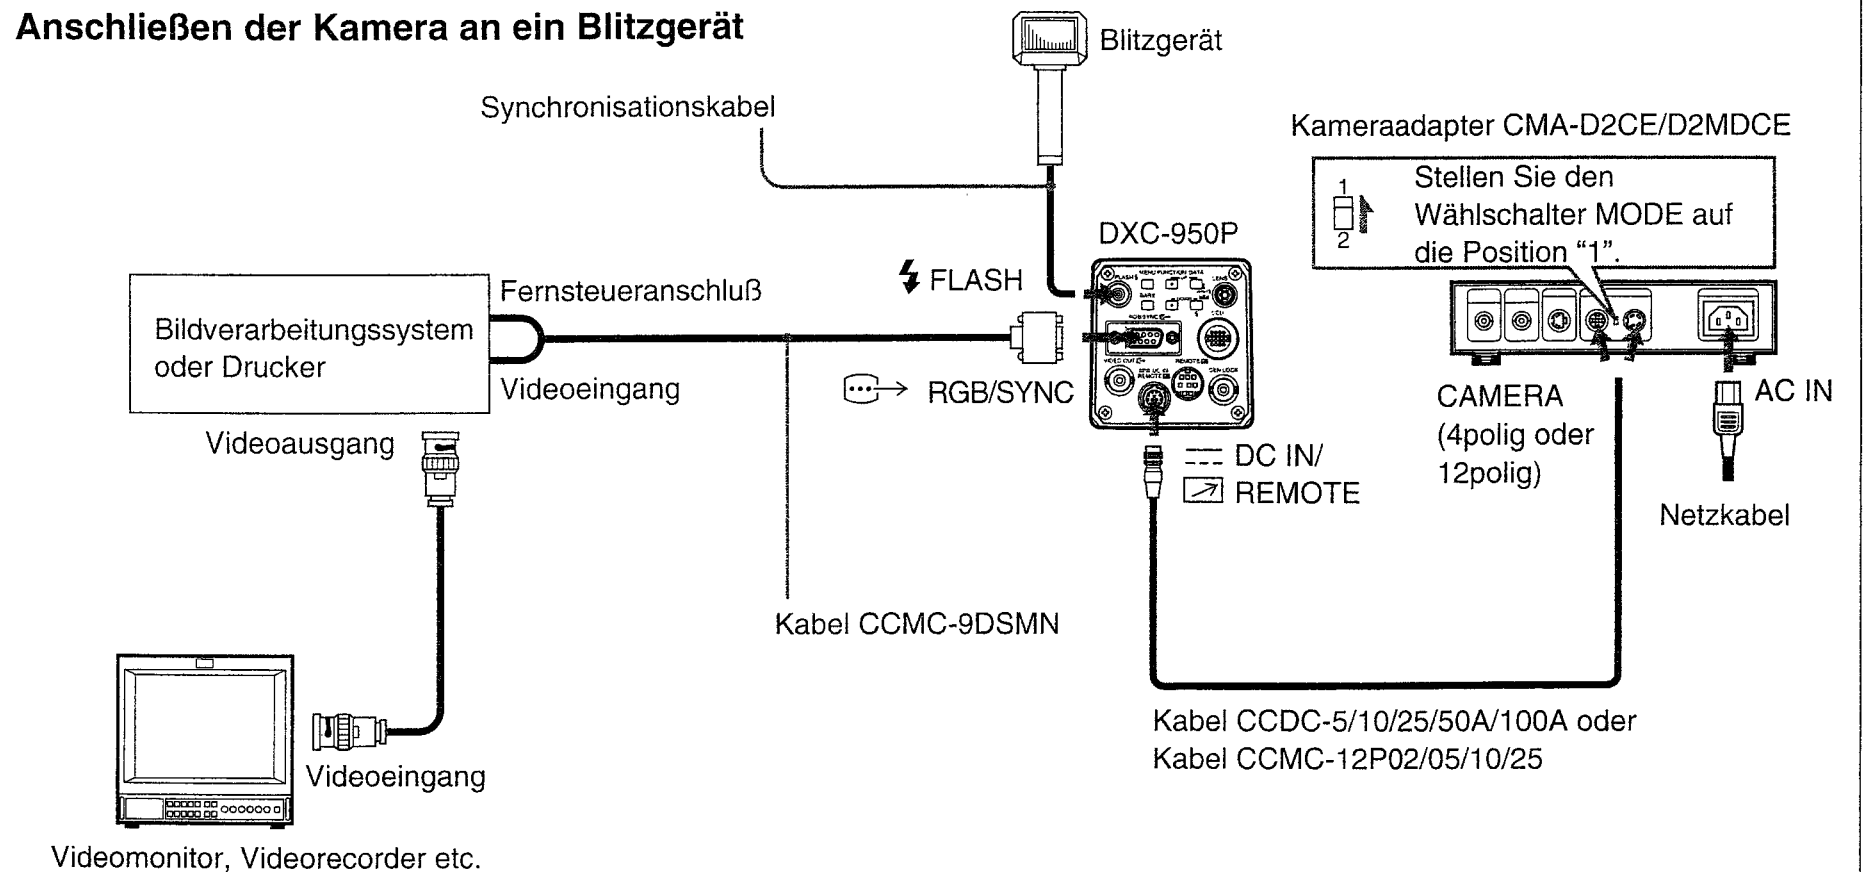 Anschließen der Kamera an ein Blitzgerät
Blitzgerät
Synchronisationskabel
Kameraadapter CMA-D2CE/D2MDCE
1
2
Stellen Sie den
Wählschalter MODE auf
die Position “1”.
DXC-950P
FLASH
Fernsteueranschluß
Bildverarbeitungssystem
oder Drucker
Videoeingang
RGB/SYNC
CAMERA
(4polig oder
12polig)
AC IN
Videoausgang
DC IN/
REMOTE
Netzkabel
Kabel CCMC-9DSMN
Kabel CCDC-5/10/25/50A/100A oder
Kabel CCMC-12P02/05/10/25
Videoeingang
Videomonitor, Videorecorder etc.